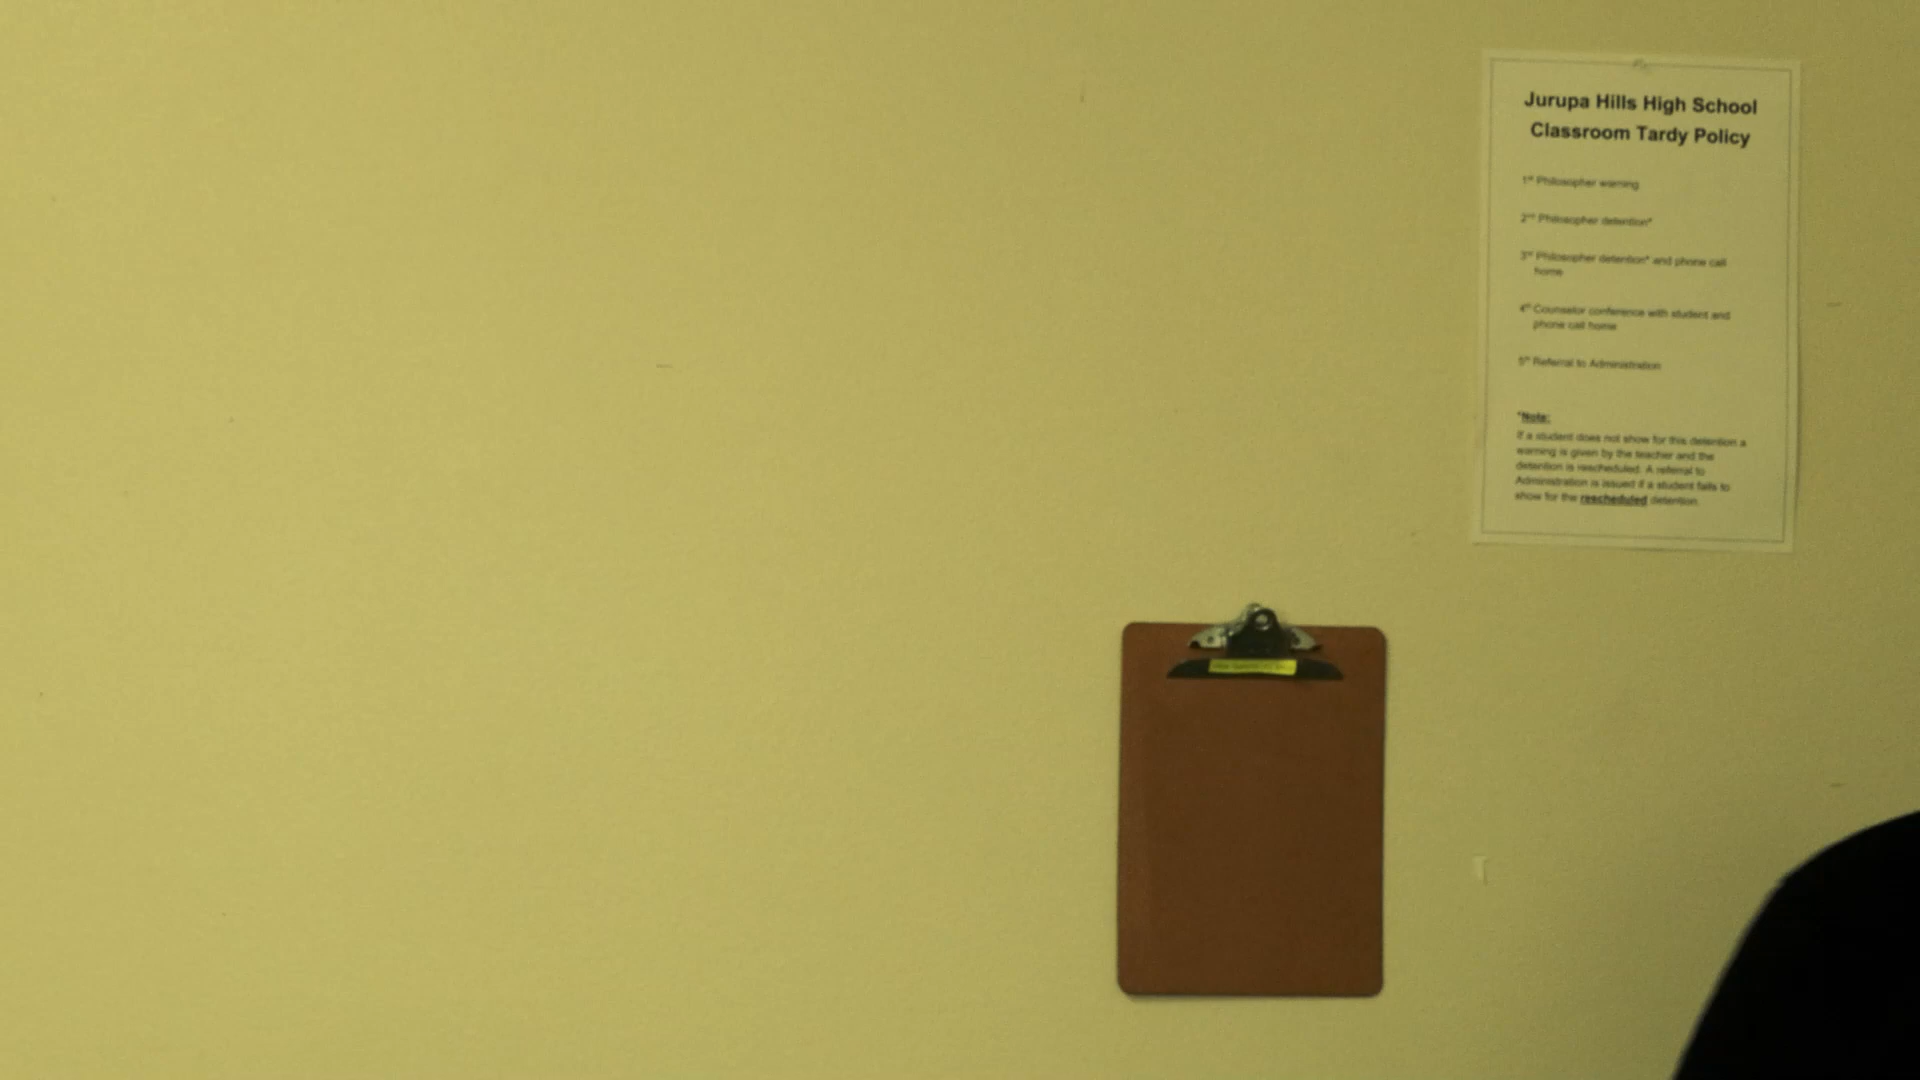 Jurupa Hills High School
Classroom Tardy Policy
1st Philosopher warning
2nd Philosopher detention*
3rd Philosopher detention* and phone call
home
4th Counselor conference with student and
phone call home
5th Referral to Administration
*Note:
If a student does not show for this detention a
warning is given by the teacher and the
detention is rescheduled. A referral to
Administration is issued if a student fails to
show for the rescheduled detention.